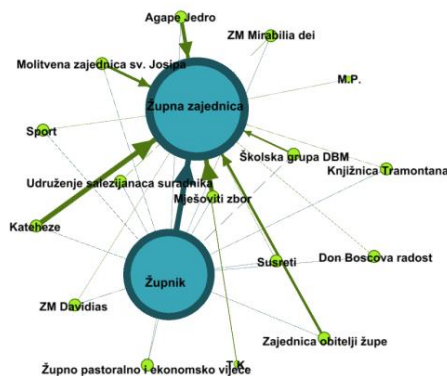 Agape Jedro
ZM Mirabilia dei
Molitvena zajednica sv. Josipa
M.P.
Župna zajednica
Sport
Školska grupa DBM
Knjižnica Tramontana
Udruženje salezijanaca suradnika
Mješoviti zbor
Kateheze
Župnik
Susreti
Don Boscova radost
ZM Davidias
Zajednica obitelji župe
Župno pastoralno i ekonomsko vijeće
T.K.